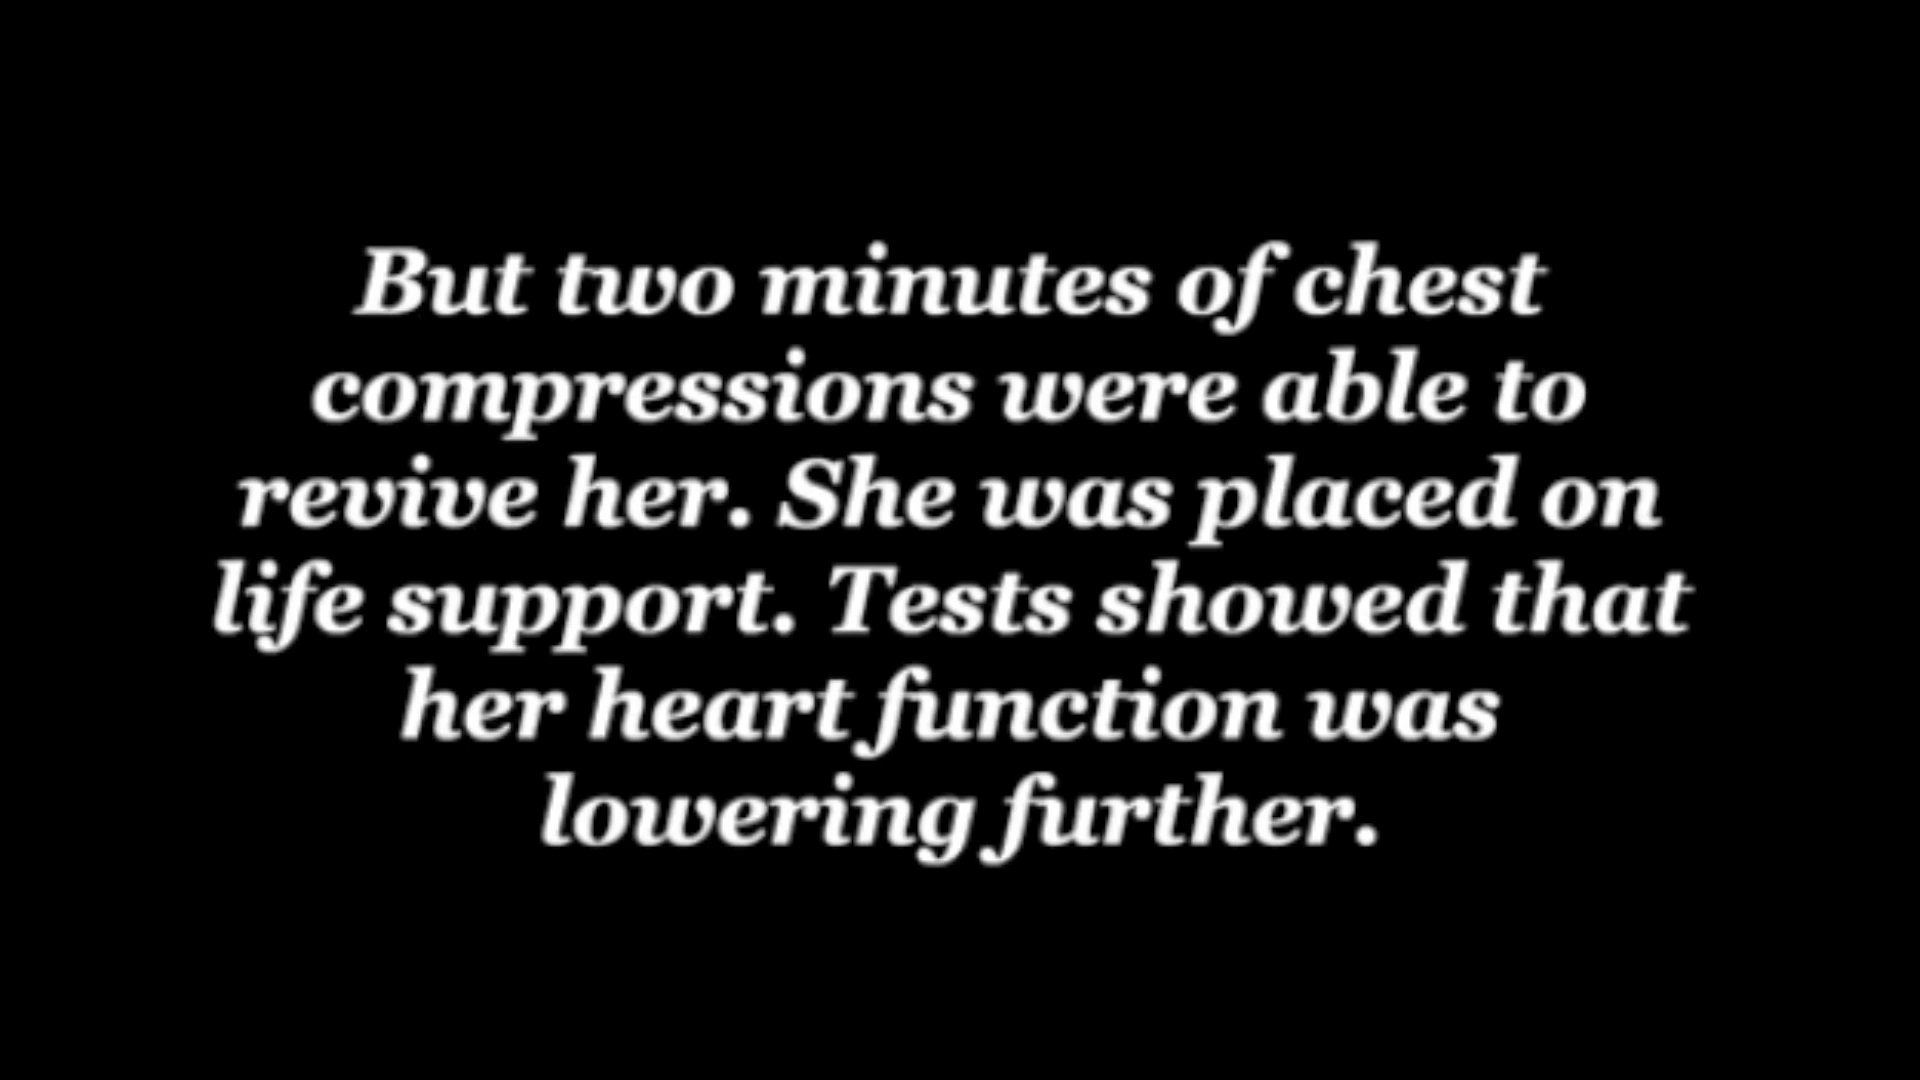 But two minutes of chest
compressions were able to
revive her. She was placed on
life support. Tests showed that
her heart function was
lowering further.